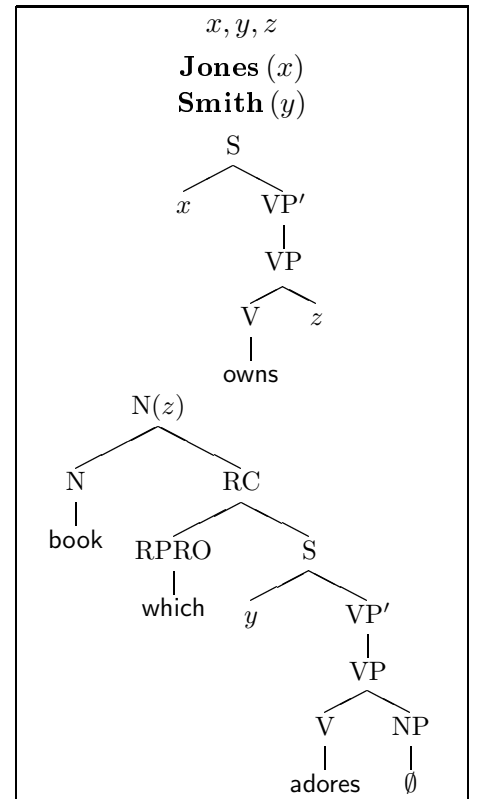 x, y, z
Jones (x)
Smith (y)
S
x VP′
VP
V z
owns
N(z)
N RC
book RPRO S
which y VP′
VP
V NP
adores ∅